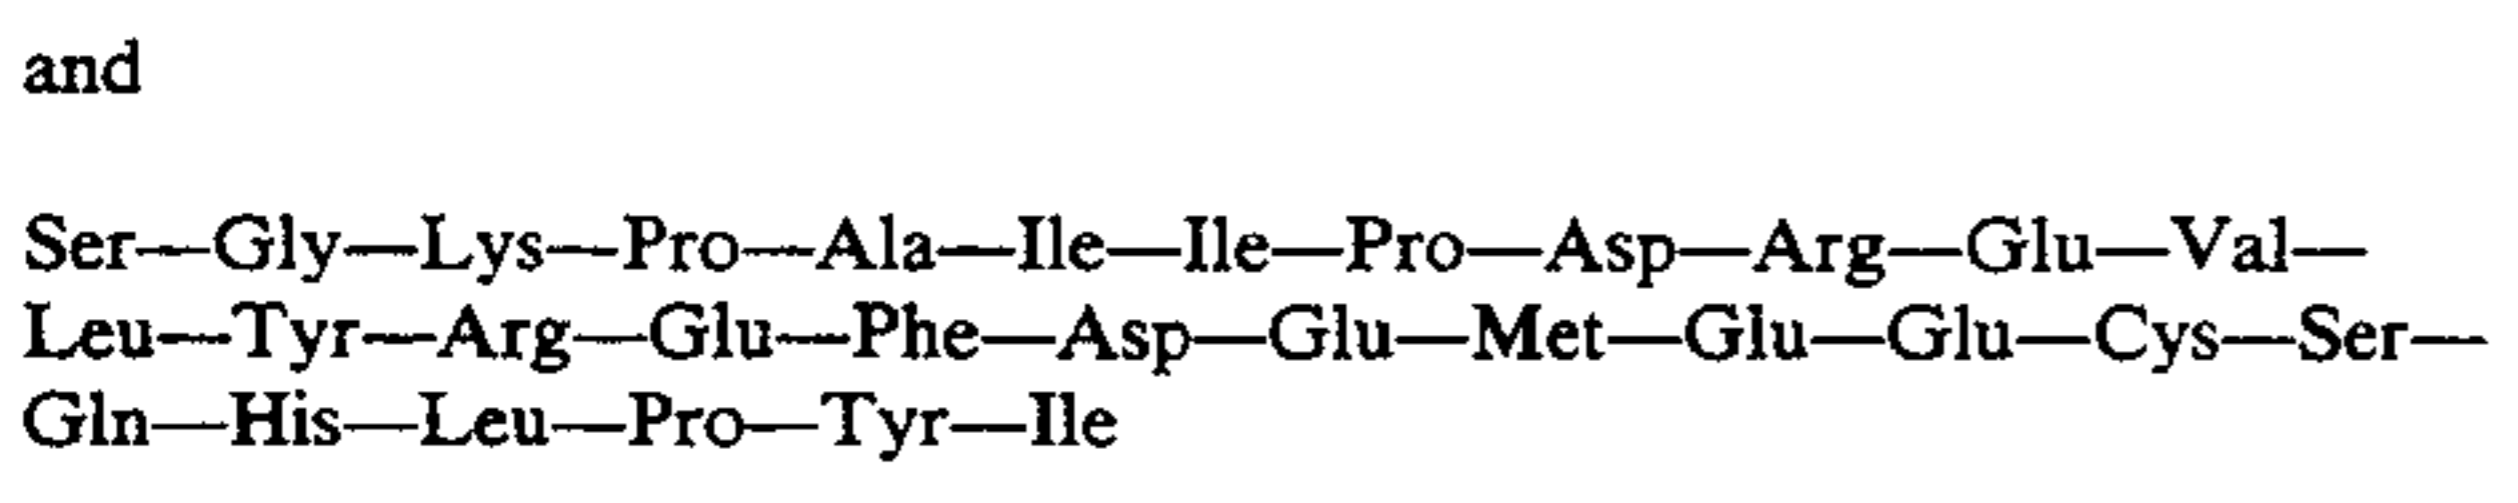 and
Ser—Gly—Lys—Pro—Ala—Ile—Ile—Pro—Asp—Arg—Glu—Val—
Leu—Tyr—Arg—Glu—Phe—Asp—Glu—Met—Glu—Glu—Cys—Ser—
Gln—His—Leu—Pro—Tyr—Ile